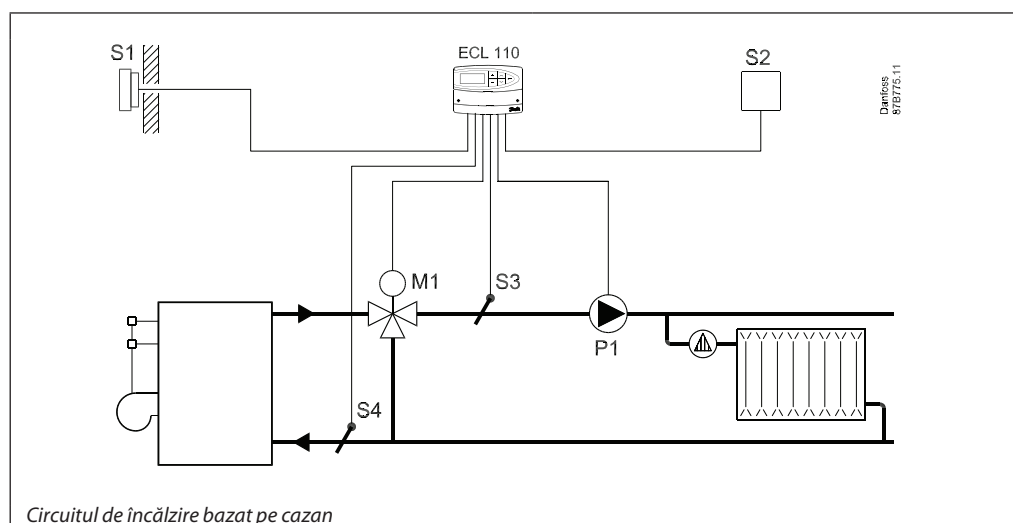 S1
ECL 110
S2
Danfoss
87B775.11
M1
S3
P1
S4
Circuitul de încălzire bazat pe cazan